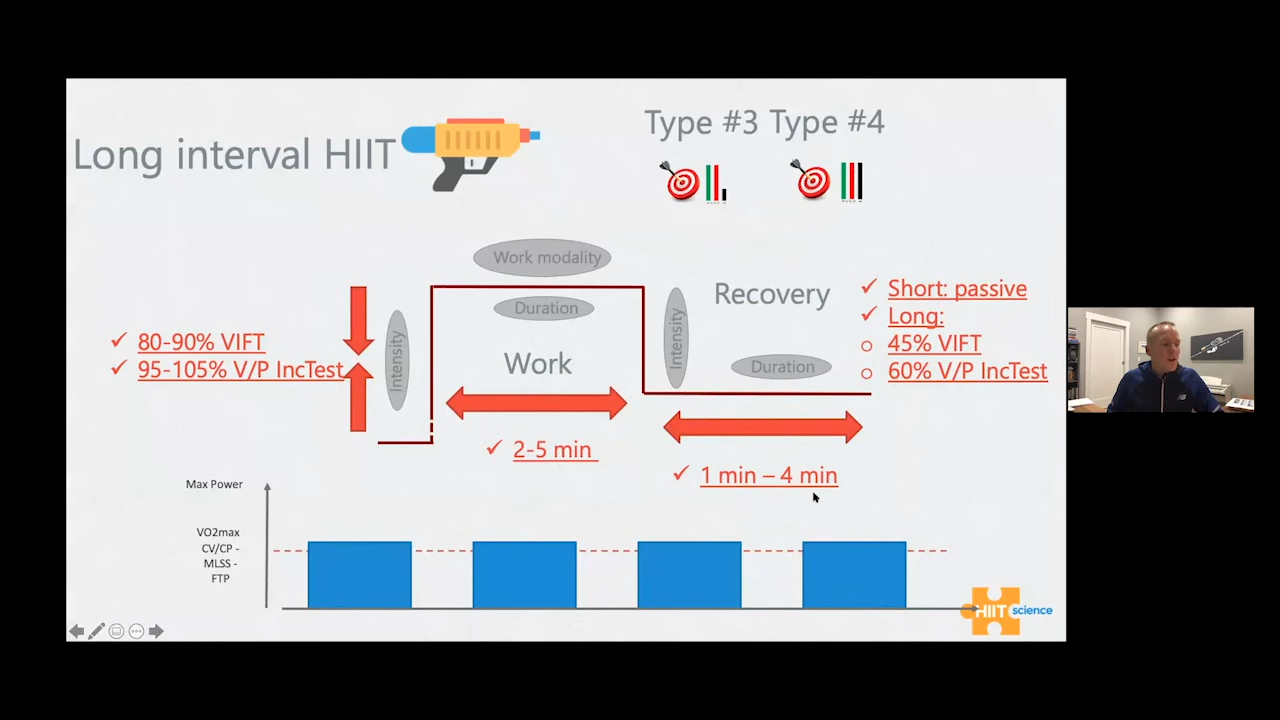 Long interval HIIT
Type #3 Type #4
Work modality
Duration
Work
Intensity
80-90% VIFT
95-105% V/P IncTest
2-5 min
Recovery
Intensity
Duration
Short: passive
Long:
45% VIFT
60% V/P IncTest
1 min – 4 min
Max Power
VO2max
CV/CP -
MLSS -
FTP
HIIT science